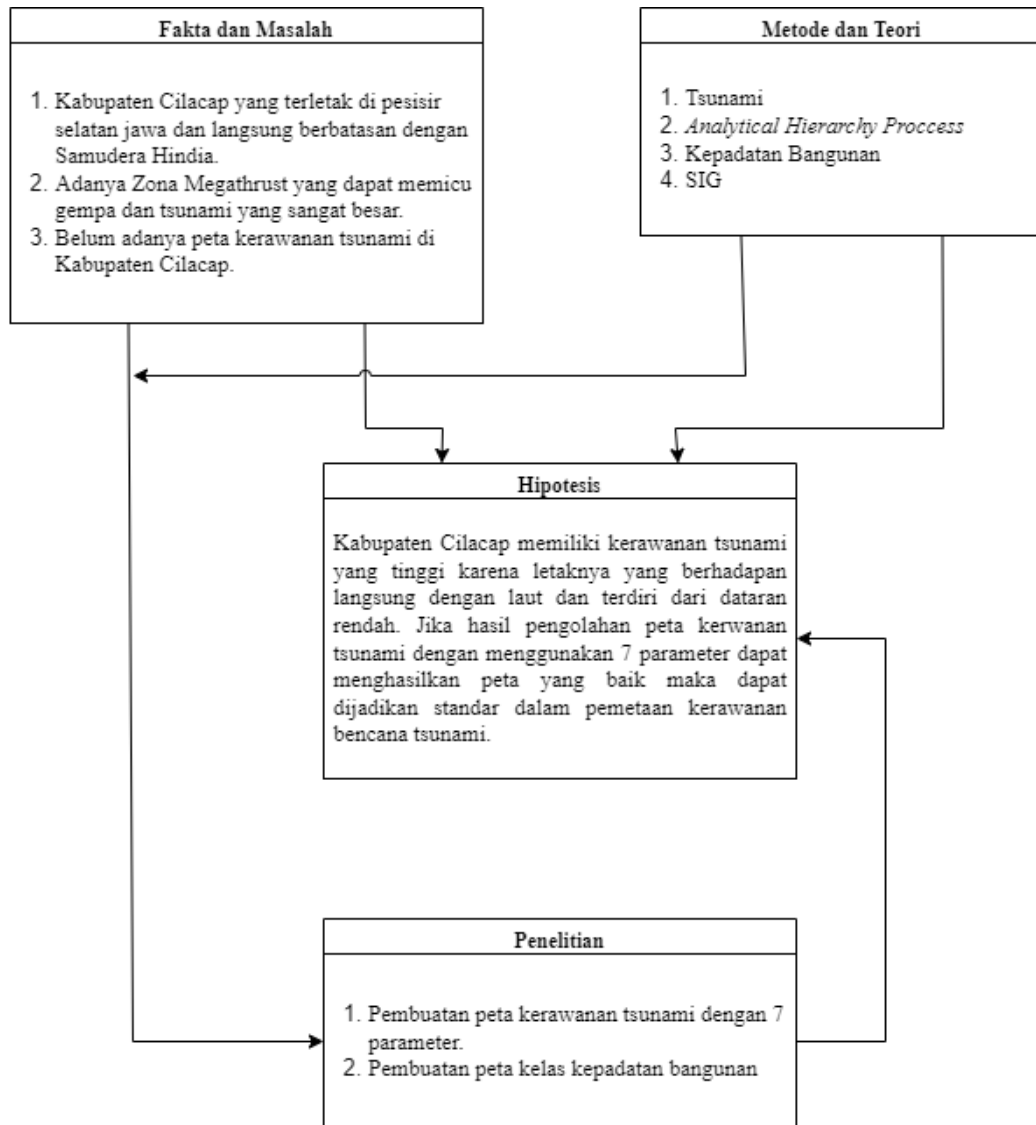 Fakta dan Masalah
1. Kabupaten Cilacap yang terletak di pesisir
selatan jawa dan langsung berbatasan dengan
Samudera Hindia.
2. Adanya Zona Megathrust yang dapat memicu
gempa dan tsunami yang sangat besar.
3. Belum adanya peta kerawanan tsunami di
Kabupaten Cilacap.
Metode dan Teori
1. Tsunami
2. Analytical Hierarchy Proccess
3. Kepadatan Bangunan
4. SIG
Hipotesis
Kabupaten Cilacap memiliki kerawanan tsunami
yang tinggi karena letaknya yang berhadapan
langsung dengan laut dan terdiri dari dataran
rendah. Jika hasil pengolahan peta kerwanan
tsunami dengan menggunakan 7 parameter dapat
menghasilkan peta yang baik maka dapat
dijadikan standar dalam pemetaan kerawanan
bencana tsunami.
Penelitian
1. Pembuatan peta kerawanan tsunami dengan 7
parameter.
2. Pembuatan peta kelas kepadatan bangunan